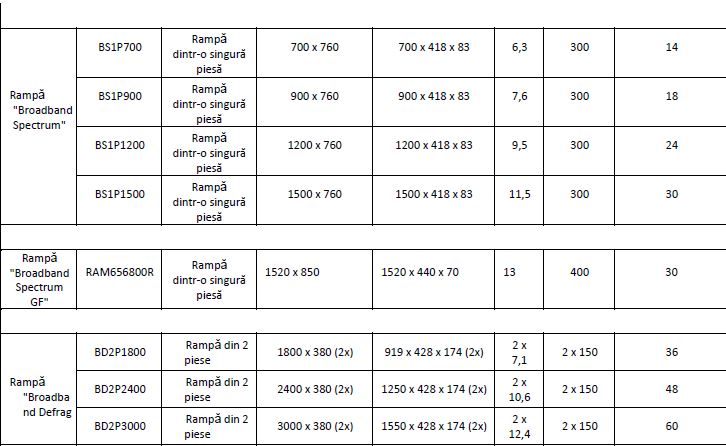 Rampă
"Broadband
Spectrum"
BS1P700
Rampă
dintr-o singură
piesă
700 x 760
700 x 418 x 83
6,3
300
14
BS1P900
Rampă
dintr-o singură
piesă
900 x 760
900 x 418 x 83
7,6
300
18
BS1P1200
Rampă
dintr-o singură
piesă
1200 x 760
1200 x 418 x 83
9,5
300
24
BS1P1500
Rampă
dintr-o singură
piesă
1500 x 760
1500 x 418 x 83
11,5
300
30
Rampă
"Broadband
Spectrum
GF"
RAM656800R
Rampă
dintr-o singură
piesă
1520 x 850
1520 x 440 x 70
13
400
30
Rampă
"Broadba
nd Defrag
BD2P1800
Rampă din 2
piese
1800 x 380 (2x)
919 x 428 x 174 (2x)
2 x
7,1
2 x 150
36
BD2P2400
Rampă din 2
piese
2400 x 380 (2x)
1250 x 428 x 174 (2x)
2 x
10,6
2 x 150
48
BD2P3000
Rampă din 2
piese
3000 x 380 (2x)
1550 x 428 x 174 (2x)
2 x
12,4
2 x 150
60